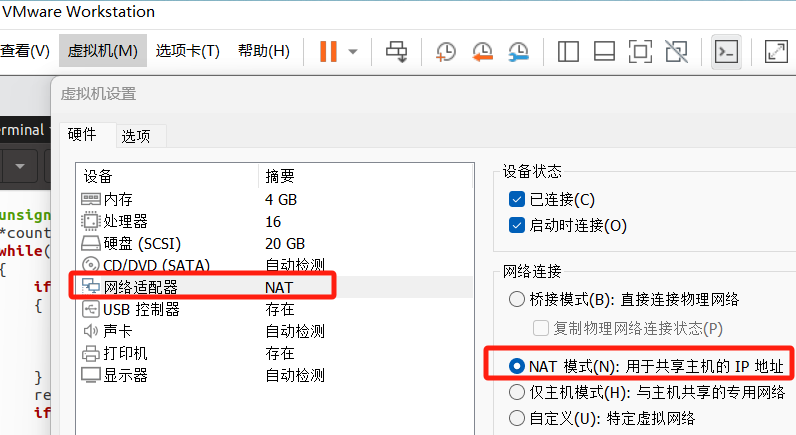 VMware Workstation
查看(V) 虚拟机(M) 选项卡(T) 帮助(H)
虚拟机设置
erminal
硬件 选项
设备 摘要
内存 4 GB
处理器 16
硬盘 (SCSI) 20 GB
CD/DVD (SATA) 自动检测
网络适配器 NAT
USB 控制器 存在
声卡 自动检测
打印机 存在
显示器 自动检测
设备状态
已连接(C)
启动时连接(O)
网络连接
桥接模式(B): 直接连接物理网络
复制物理网络连接状态(P)
NAT 模式(N): 用于共享主机的 IP 地址
仅主机模式(H): 与主机共享的专用网络
自定义(U): 特定虚拟网络
unsign
*count
while(
{
if
{
}
re
if